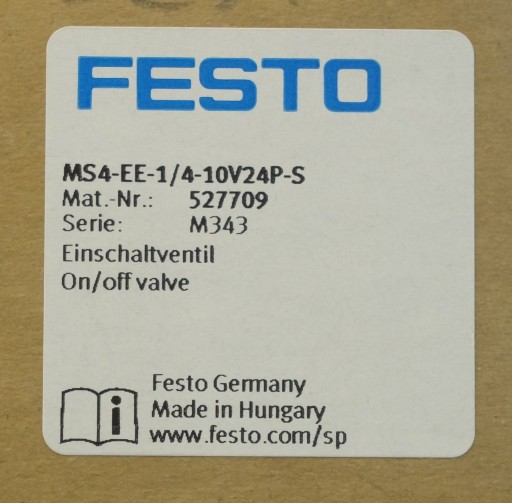 FESTO
MS4-EE-1/4-10V24P-S
Mat.-Nr.: 527709
Serie: M343
Einschaltventil
On/off valve
Festo Germany
Made in Hungary
www.festo.com/sp